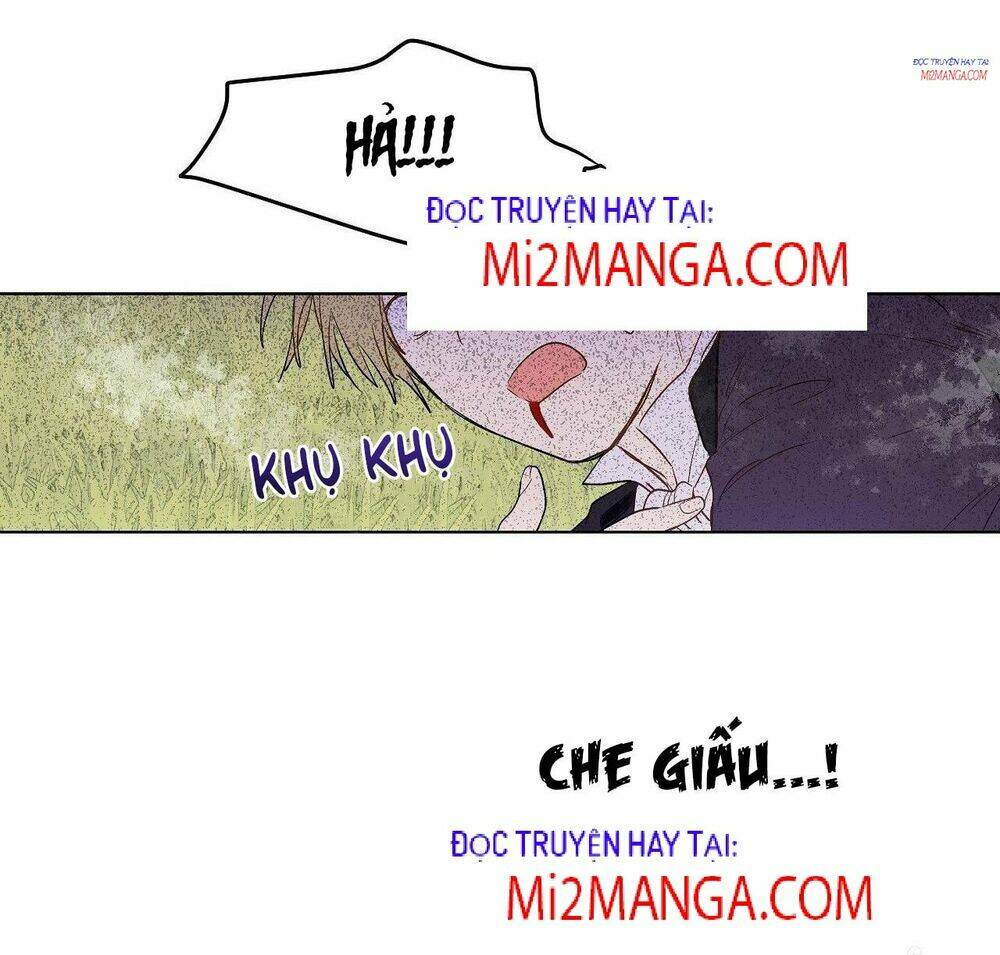 ĐỌC TRUYỆN HAY TẠI:
Mi2MANGA.COM
HẢ!!!
ĐỌC TRUYỆN HAY TẠI:
Mi2MANGA.COM
KHỤ KHỤ
CHE GIẤU...!
ĐỌC TRUYỆN HAY TẠI:
Mi2MANGA.COM